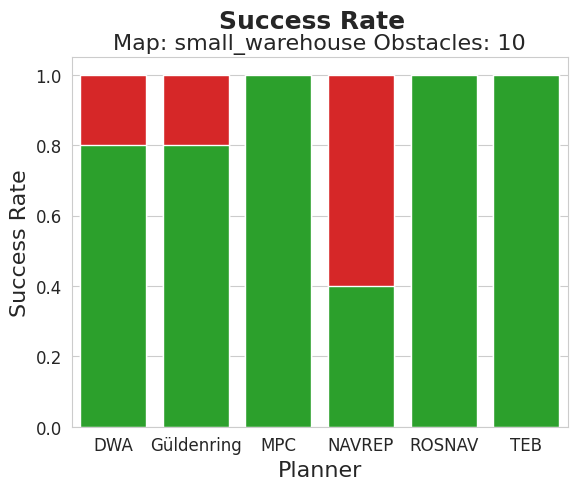 Success Rate
Map: small_warehouse Obstacles: 10
Success Rate
1.0
0.8
0.6
0.4
0.2
0.0
DWA Güldenring MPC NAVREP ROSNAV TEB
Planner